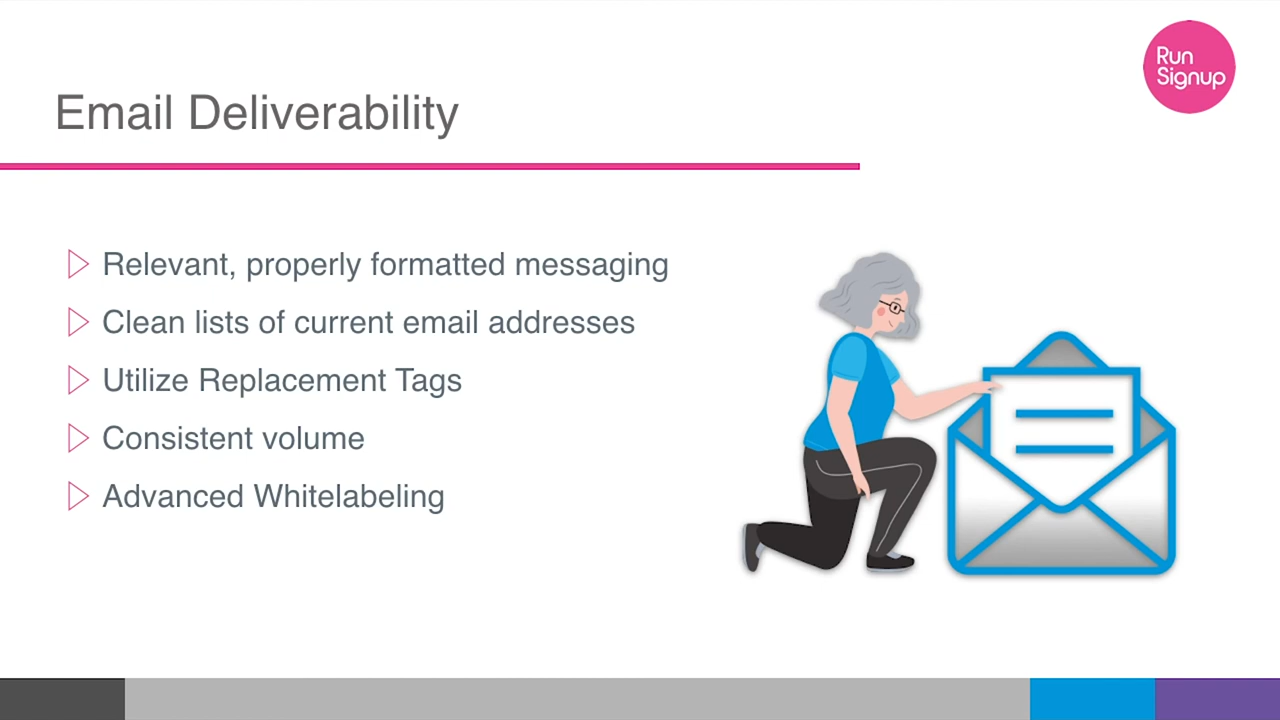 Run
Signup
Email Deliverability
Relevant, properly formatted messaging
Clean lists of current email addresses
Utilize Replacement Tags
Consistent volume
Advanced Whitelabeling